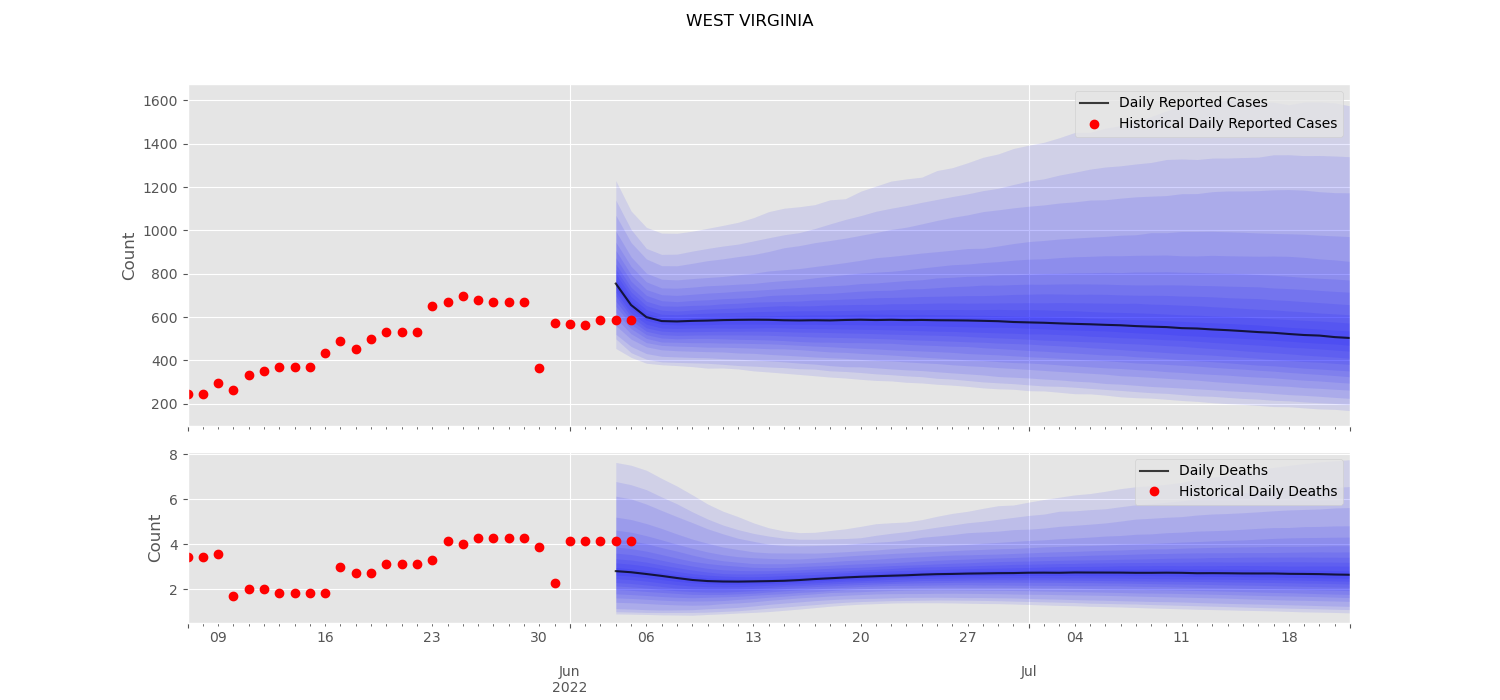 WEST VIRGINIA
Count
1600
1400
1200
1000
800
600
400
200
Daily Reported Cases
Historical Daily Reported Cases
Count
8
6
4
2
Daily Deaths
Historical Daily Deaths
09 16 23 30 06 13 20 27 04 11 18
Jun Jul
2022